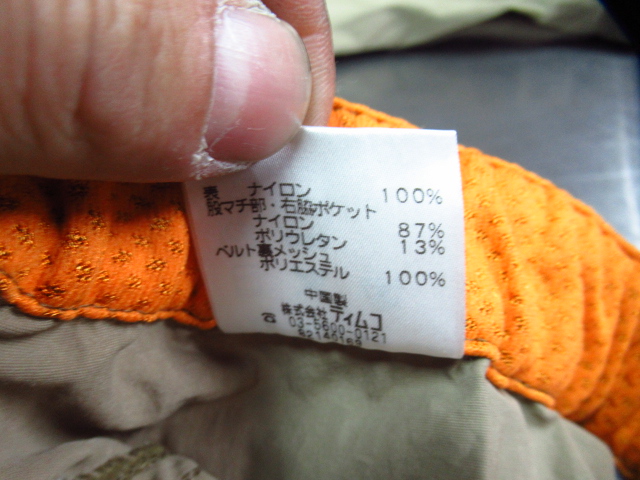 表 ナイロン 100%
股マチ部・右脇ポケット
ナイロン 87%
ポリウレタン 13%
ベルト裏メッシュ
ポリエステル 100%
中国製
株式会社ティムコ
☎ 03-5600-0121